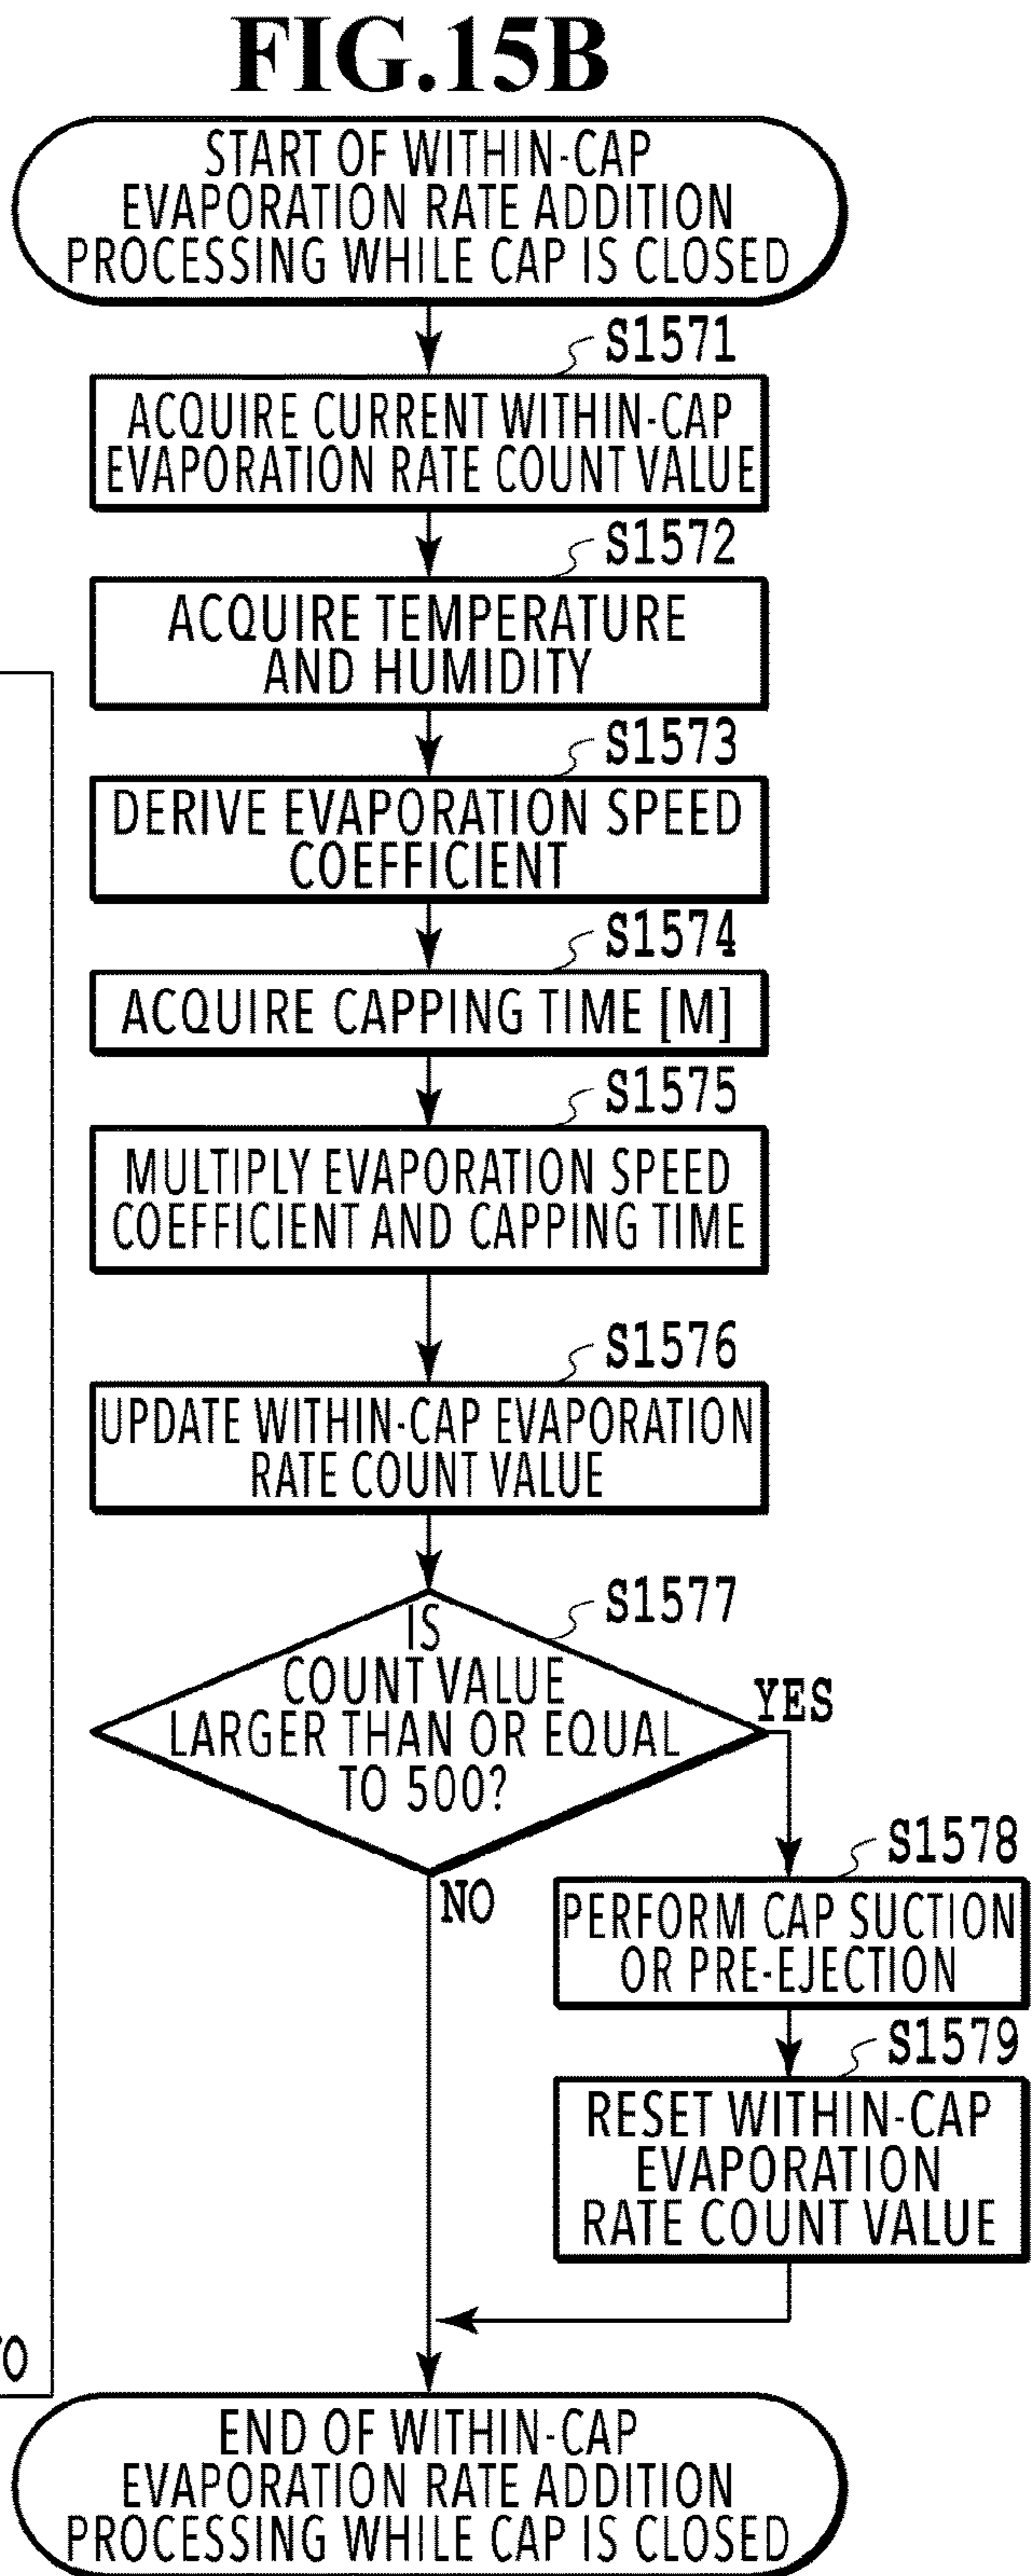 FIG.15B
START OF WITHIN-CAP
EVAPORATION RATE ADDITION
PROCESSING WHILE CAP IS CLOSED
S1571
ACQUIRE CURRENT WITHIN-CAP
EVAPORATION RATE COUNT VALUE
S1572
ACQUIRE TEMPERATURE
AND HUMIDITY
S1573
DERIVE EVAPORATION SPEED
COEFFICIENT
S1574
ACQUIRE CAPPING TIME [M]
S1575
MULTIPLY EVAPORATION SPEED
COEFFICIENT AND CAPPING TIME
S1576
UPDATE WITHIN-CAP EVAPORATION
RATE COUNT VALUE
S1577
IS
COUNT VALUE
LARGER THAN OR EQUAL
TO 500?
YES
NO
S1578
PERFORM CAP SUCTION
OR PRE-EJECTION
S1579
RESET WITHIN-CAP
EVAPORATION
RATE COUNT VALUE
END OF WITHIN-CAP
EVAPORATION RATE ADDITION
PROCESSING WHILE CAP IS CLOSED